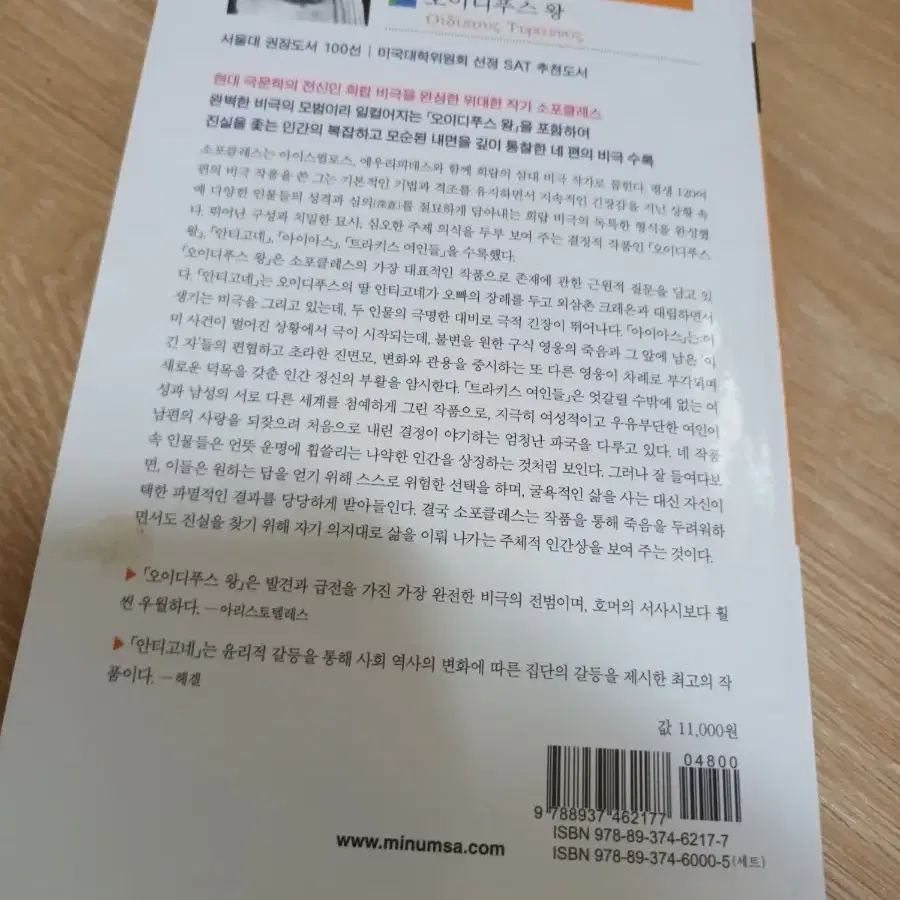 오이디푸스 왕
Οἰδίπους Τύραννος
서울대 권장도서 100선 | 미국대학위원회 선정 SAT 추천도서
현대 극문학의 전신인 희랍 비극을 완성한 위대한 작가 소포클레스
완벽한 비극의 모범이라 일컬어지는 「오이디푸스 왕」을 포함하여
진실을 좇는 인간의 복잡하고 모순된 내면을 깊이 통찰한 네 편의 비극 수록
소포클레스는 아이스퀼로스, 에우리피데스와 함께 희랍의 삼대 비극 작가로 뽑힌다. 평생 120여
편의 비극 작품을 쓴 그는 기본적인 기법과 격조를 유지하면서 지속적인 긴장감을 지닌 상황 속
에 다양한 인물들의 성격과 심의(深意)를 절묘하게 담아내는 희랍 비극의 독특한 형식을 완성했
다. 뛰어난 구성과 치밀한 묘사, 심오한 주제 의식을 두루 보여 주는 결정적 작품인 「오이디푸스
왕」, 「안티고네」, 「아이아스」, 「트라키스 여인들」을 수록했다.
「오이디푸스 왕」은 소포클레스의 가장 대표적인 작품으로 존재에 관한 근원적 질문을 담고 있
다. 「안티고네」는 오이디푸스의 딸 안티고네가 오빠의 장례를 두고 외삼촌 크레온과 대립하면서
생기는 비극을 그리고 있는데, 두 인물의 극명한 대비로 극적 긴장이 뛰어나다. 「아이아스」는 이
미 사건이 벌어진 상황에서 극이 시작되는데, 불변을 원한 구식 영웅의 죽음과 그 앞에 남은 '이
긴 자'들의 편협하고 초라한 진면모, 변화와 관용을 중시하는 또 다른 영웅이 차례로 부각되며
새로운 덕목을 갖춘 인간 정신의 부활을 암시한다. 「트라키스 여인들」은 엇갈릴 수밖에 없는 여
성과 남성의 서로 다른 세계를 첨예하게 그린 작품으로, 지극히 여성적이고 우유부단한 여인이
남편의 사랑을 되찾으려 처음으로 내린 결정이 야기하는 엄청난 파국을 다루고 있다. 네 작품
속 인물들은 언뜻 운명에 휩쓸리는 나약한 인간을 상징하는 것처럼 보인다. 그러나 잘 들여다보
면, 이들은 원하는 답을 얻기 위해 스스로 위험한 선택을 하며, 굴욕적인 삶을 사는 대신 자신이
택한 파멸적인 결과를 당당하게 받아들인다. 결국 소포클레스는 작품을 통해 죽음을 두려워하
면서도 진실을 찾기 위해 자기 의지대로 삶을 이뤄 나가는 주체적 인간상을 보여 주는 것이다.
▶ 「오이디푸스 왕」은 발견과 급전을 가진 가장 완전한 비극의 전범이며, 호머의 서사시보다 훨
씬 우월하다. ─아리스토텔레스
▶ 「안티고네」는 윤리적 갈등을 통해 사회 역사의 변화에 따른 집단의 갈등을 제시한 최고의 작
품이다. ─헤겔
값 11,000원
04800
9 788937 462177
ISBN 978-89-374-6217-7
www.minumsa.com
ISBN 978-89-374-6000-5(세트)